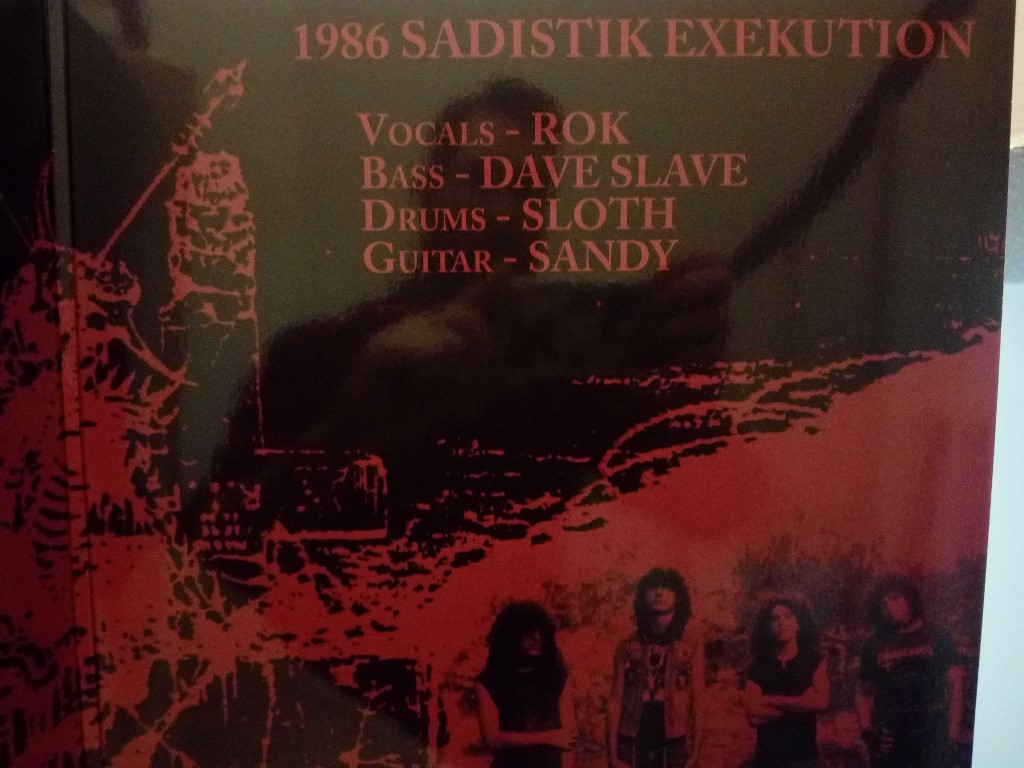 1986 SADISTIK EXEKUTION
VOCALS - ROK
BASS - DAVE SLAVE
DRUMS - SLOTH
GUITAR - SANDY